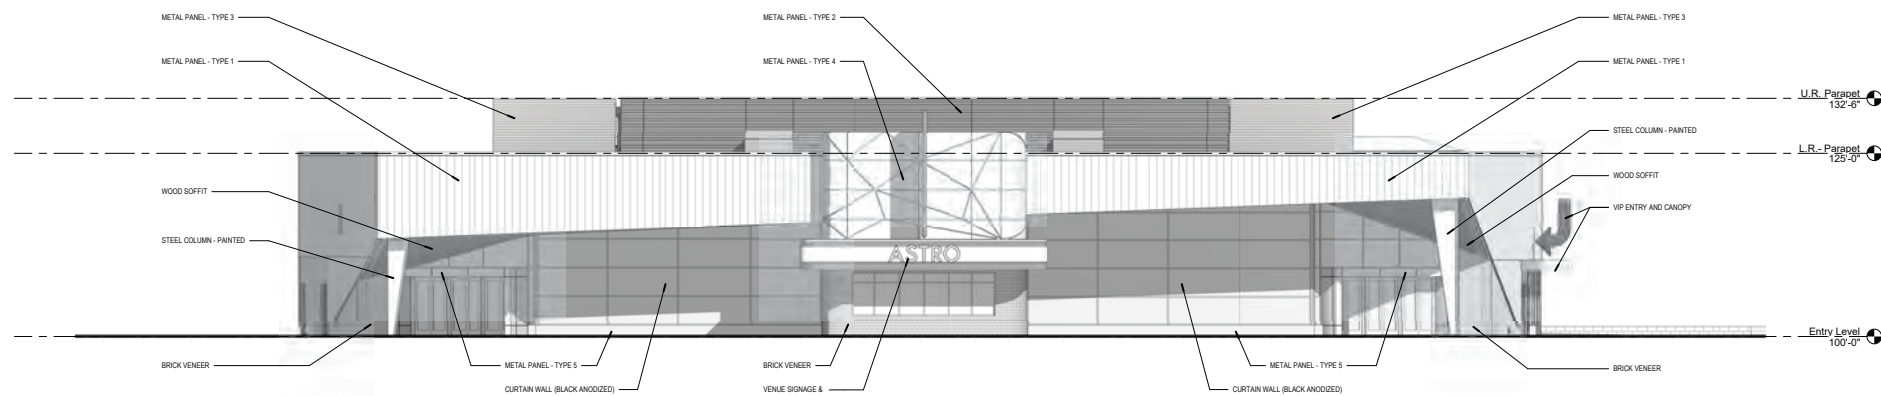 METAL PANEL - TYPE 3
METAL PANEL - TYPE 2
METAL PANEL - TYPE 3
METAL PANEL - TYPE 1
METAL PANEL - TYPE 4
METAL PANEL - TYPE 1
U.R. Parapet
132'-6"
STEEL COLUMN - PAINTED
L.R.- Parapet
125'-0"
WOOD SOFFIT
WOOD SOFFIT
VIP ENTRY AND CANOPY
STEEL COLUMN - PAINTED
ASTRO
Entry Level
100'-0"
BRICK VENEER
METAL PANEL - TYPE 5
BRICK VENEER
METAL PANEL - TYPE 5
BRICK VENEER
CURTAIN WALL (BLACK ANODIZED)
VENUE SIGNAGE &
CURTAIN WALL (BLACK ANODIZED)